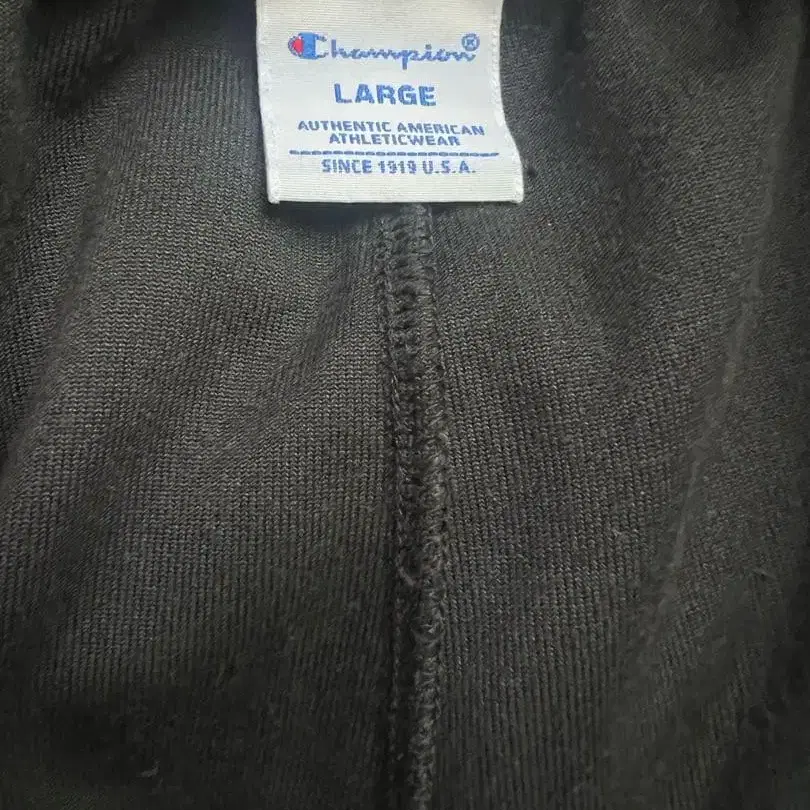 Champion®
LARGE
AUTHENTIC AMERICAN
ATHLETICWEAR
SINCE 1919 U.S.A.